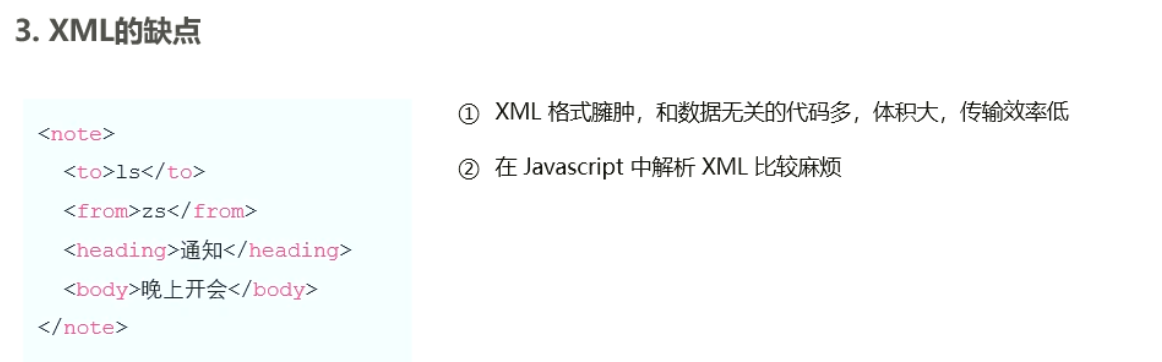 3. XML的缺点
<note>
<to>ls</to>
<from>zs</from>
<heading>通知</heading>
<body>晚上开会</body>
</note>
① XML 格式臃肿，和数据无关的代码多，体积大，传输效率低
② 在 Javascript 中解析 XML 比较麻烦